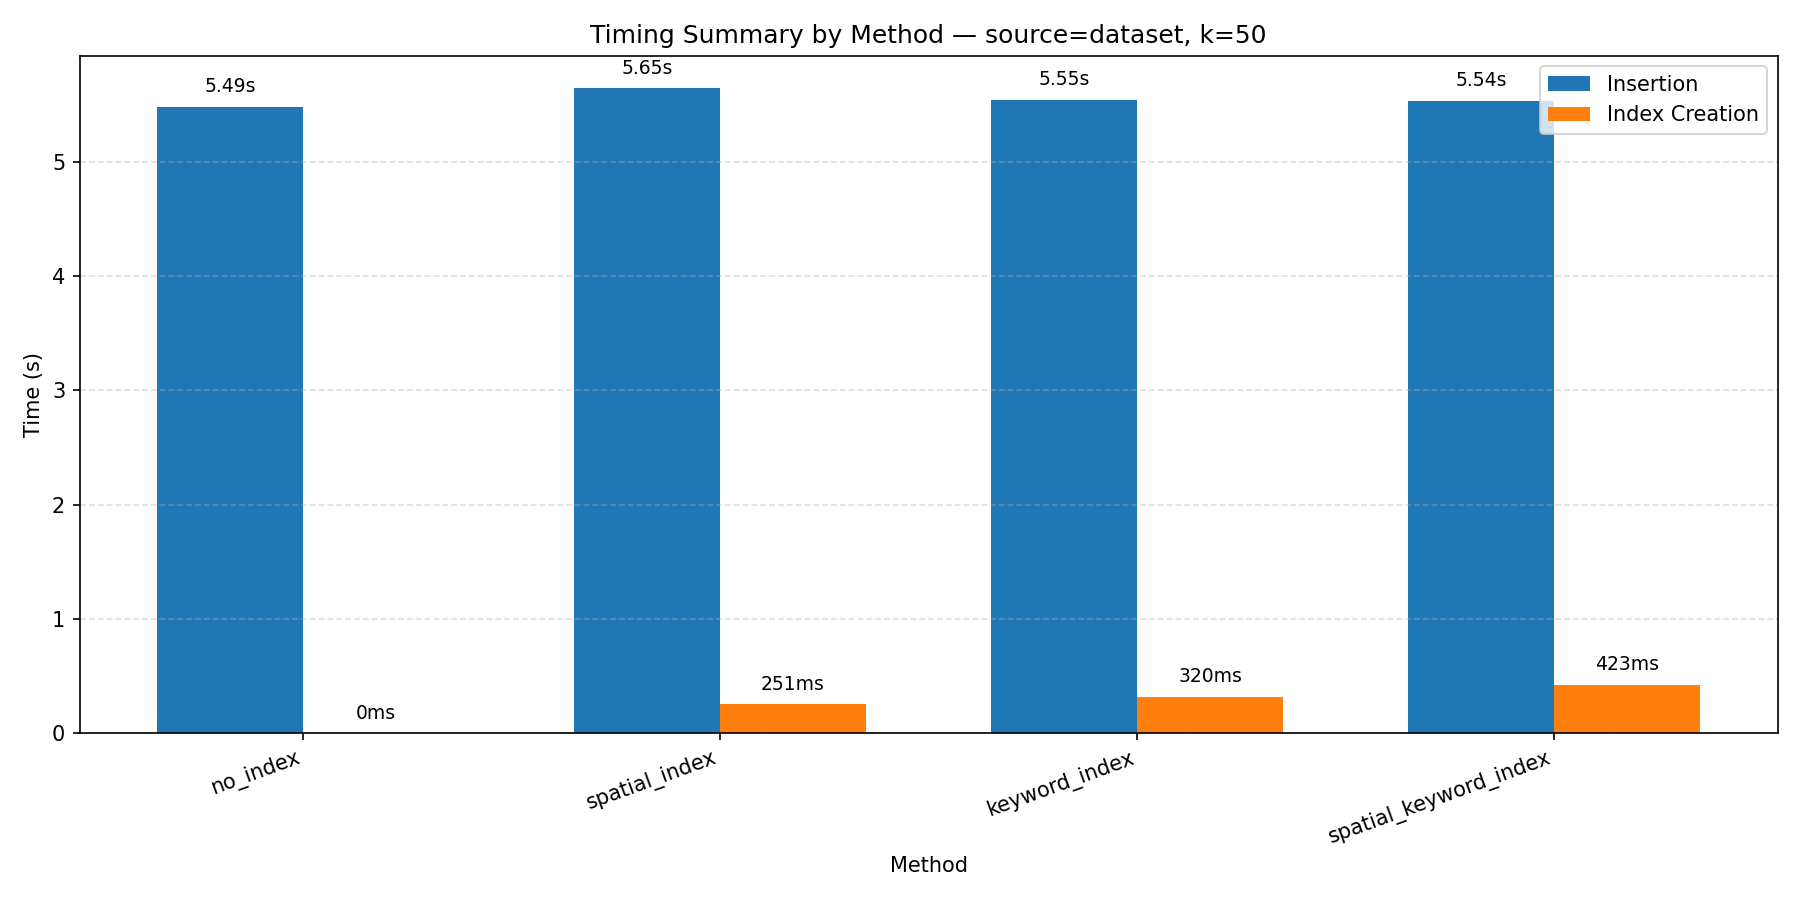 Timing Summary by Method — source=dataset, k=50
5.49s
5.65s
5.55s
5.54s
Insertion
Index Creation
0ms
251ms
320ms
423ms
Time (s)
5
4
3
2
1
0
no_index
spatial_index
keyword_index
spatial_keyword_index
Method